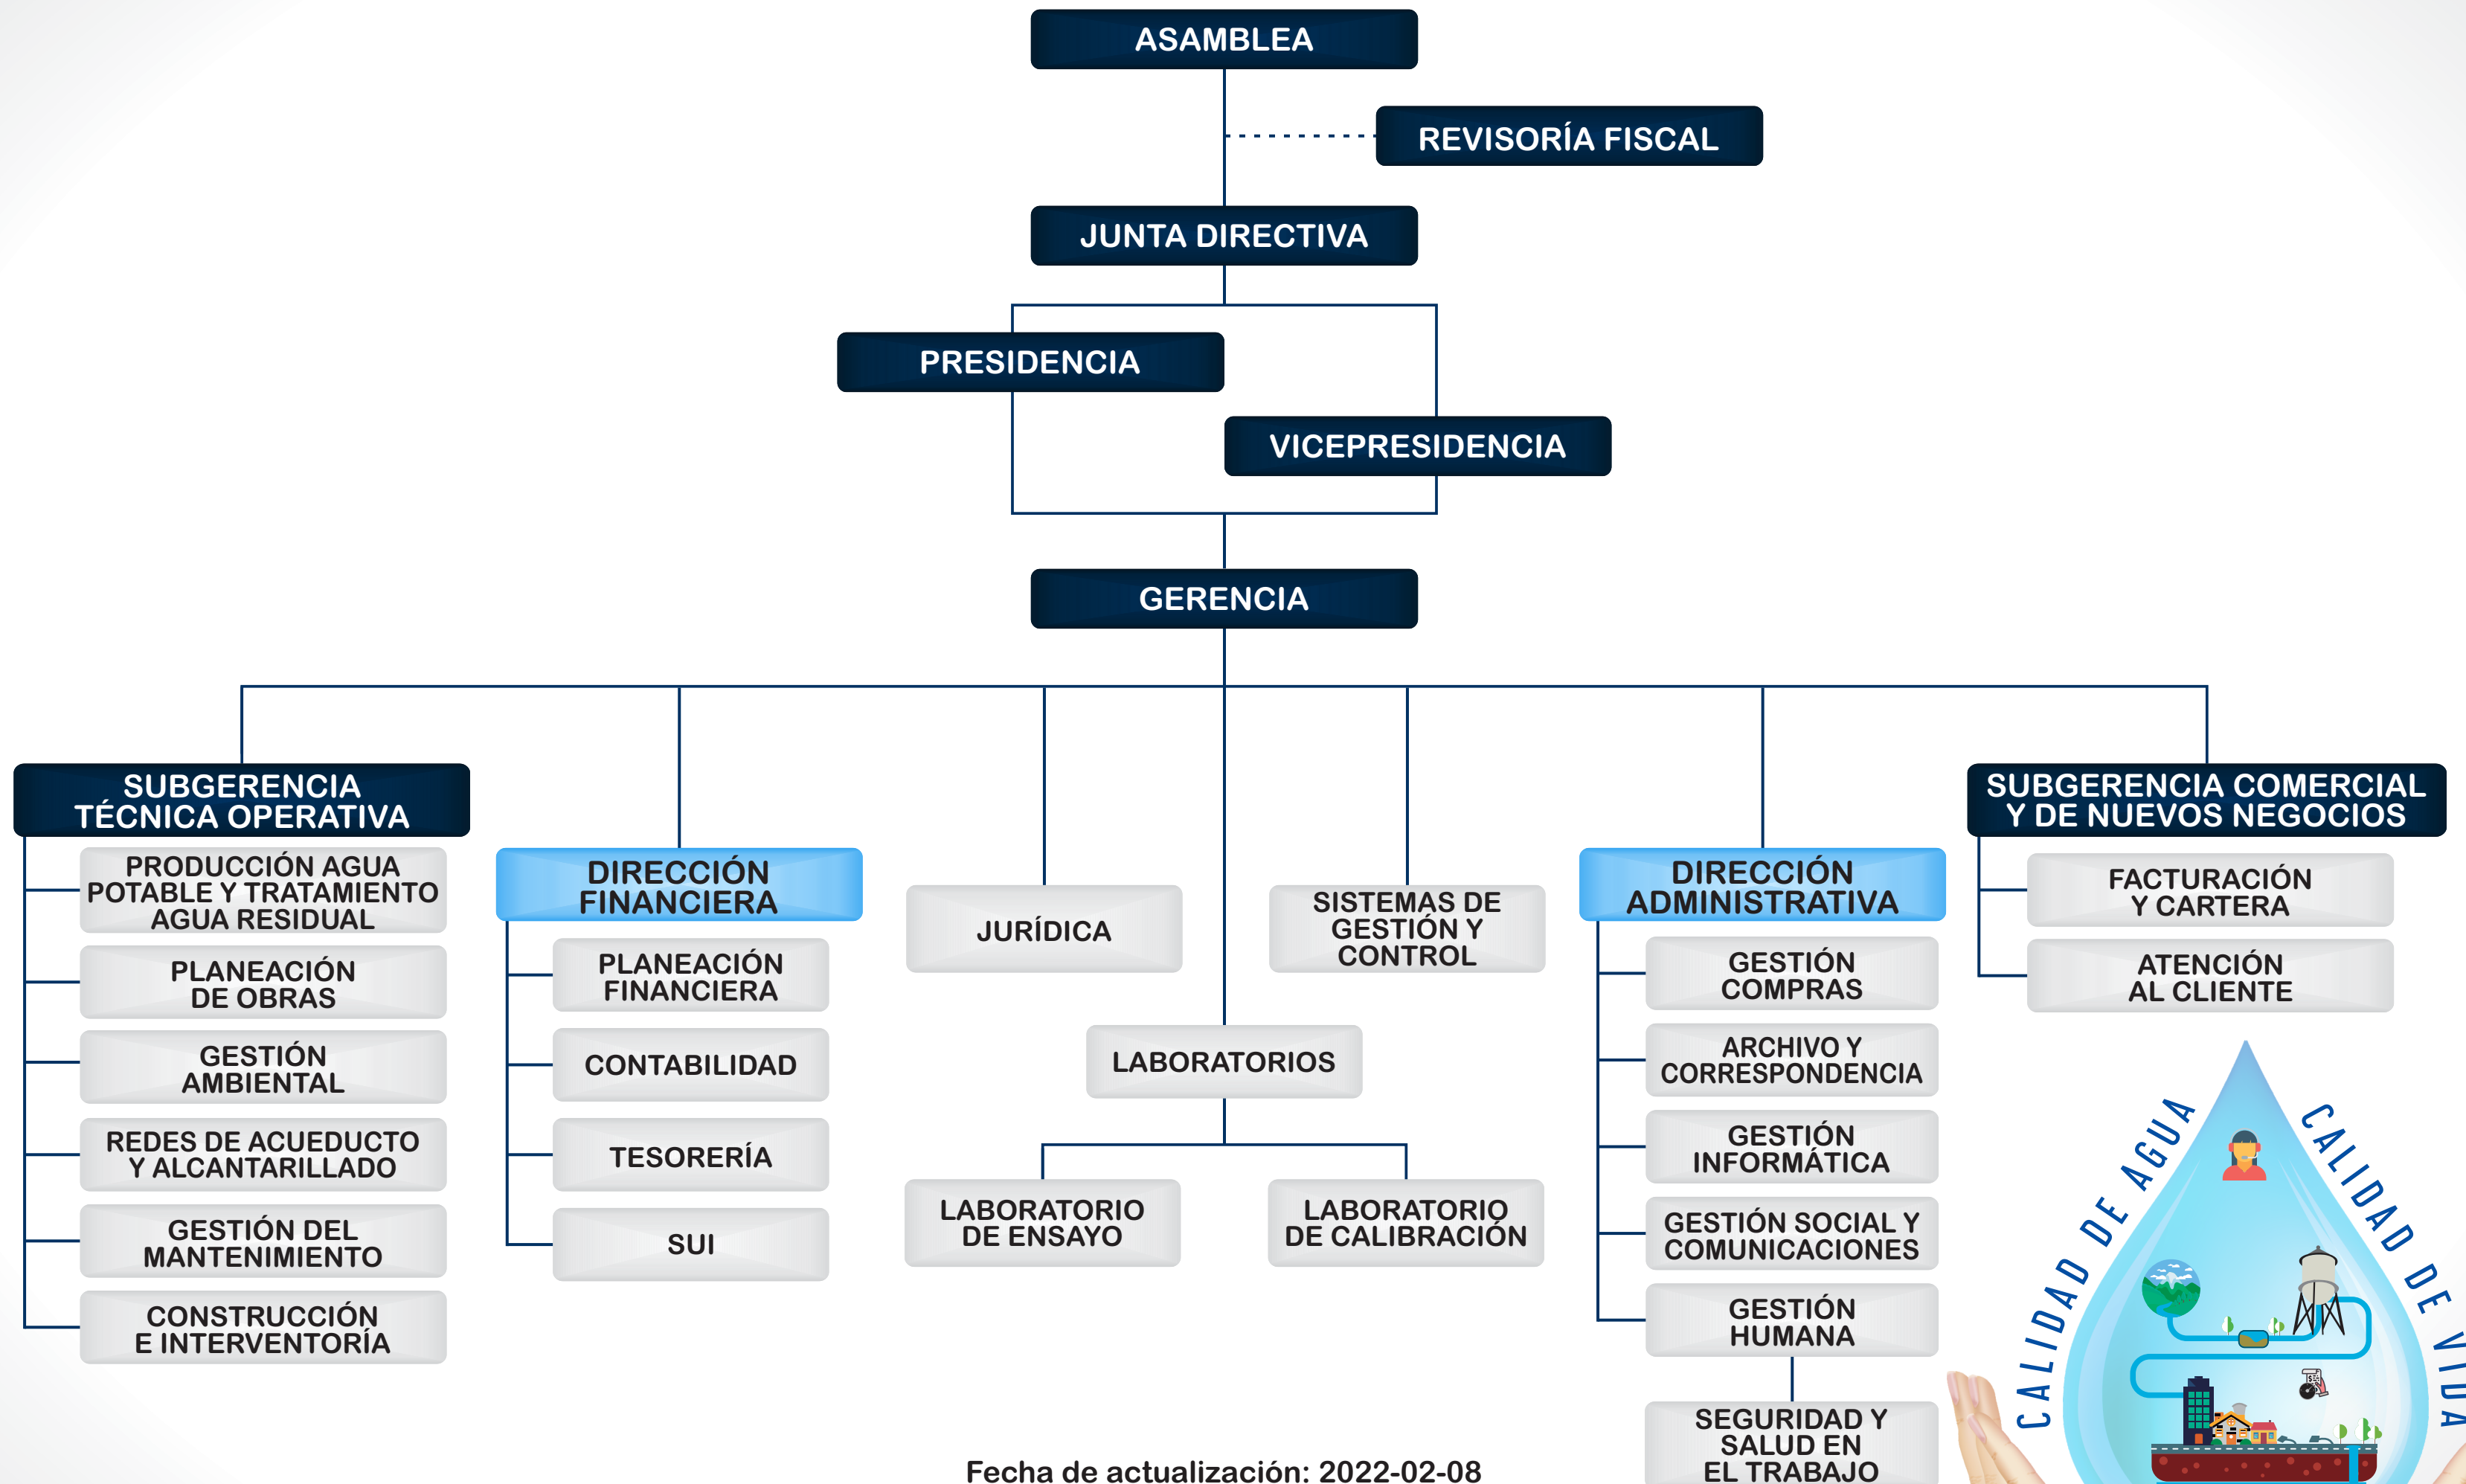 ASAMBLEA
REVISORÍA FISCAL
JUNTA DIRECTIVA
PRESIDENCIA
VICEPRESIDENCIA
GERENCIA
SUBGERENCIA
TÉCNICA OPERATIVA
PRODUCCIÓN AGUA
POTABLE Y TRATAMIENTO
AGUA RESIDUAL
PLANEACIÓN
DE OBRAS
GESTIÓN
AMBIENTAL
REDES DE ACUEDUCTO
Y ALCANTARILLADO
GESTIÓN DEL
MANTENIMIENTO
CONSTRUCCIÓN
E INTERVENTORÍA
DIRECCIÓN
FINANCIERA
PLANEACIÓN
FINANCIERA
CONTABILIDAD
TESORERÍA
SUI
JURÍDICA
SISTEMAS DE
GESTIÓN Y
CONTROL
LABORATORIOS
LABORATORIO
DE ENSAYO
LABORATORIO
DE CALIBRACIÓN
DIRECCIÓN
ADMINISTRATIVA
GESTIÓN
COMPRAS
ARCHIVO Y
CORRESPONDENCIA
GESTIÓN
INFORMÁTICA
GESTIÓN SOCIAL Y
COMUNICACIONES
GESTIÓN
HUMANA
SEGURIDAD Y
SALUD EN
EL TRABAJO
SUBGERENCIA COMERCIAL
Y DE NUEVOS NEGOCIOS
FACTURACIÓN
Y CARTERA
ATENCIÓN
AL CLIENTE
CALIDAD DE AGUA
CALIDAD DE VIDA
Fecha de actualización: 2022-02-08